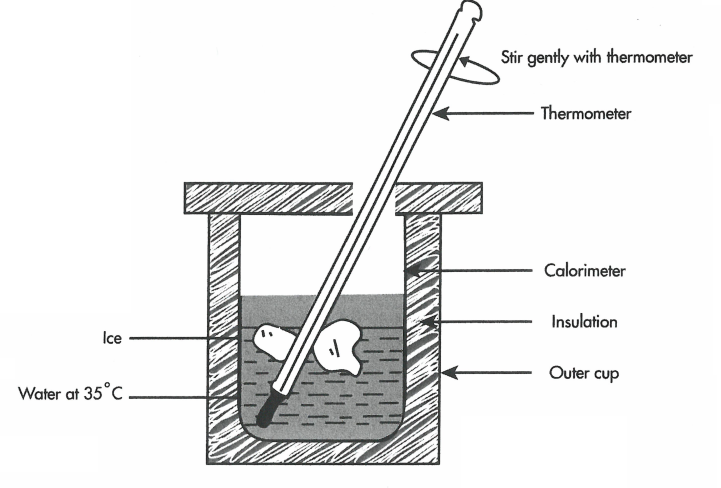 Stir gently with thermometer
Thermometer
Calorimeter
Insulation
Ice
Outer cup
Water at 35°C